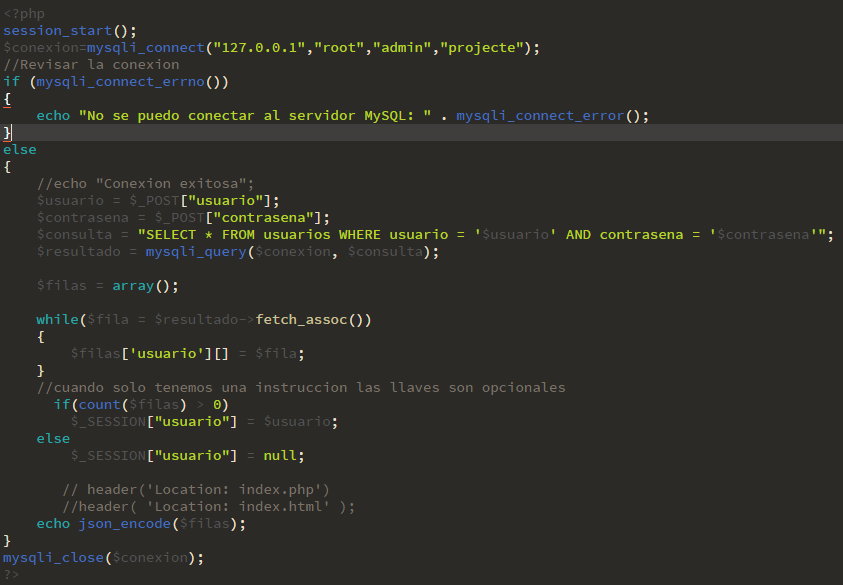 <?php
session_start();
$conexion=mysqli_connect("127.0.0.1","root","admin","projecte");
//Revisar la conexion
if (mysqli_connect_errno())
{
    echo "No se puedo conectar al servidor MySQL: " . mysqli_connect_error();
}
else
{
    //echo "Conexion exitosa";
    $usuario = $_POST["usuario"];
    $contrasena = $_POST["contrasena"];
    $consulta = "SELECT * FROM usuarios WHERE usuario = '$usuario' AND contrasena = '$contrasena'";
    $resultado = mysqli_query($conexion, $consulta);

    $filas = array();

    while($fila = $resultado->fetch_assoc())
    {
        $filas['usuario'][] = $fila;
    }
    //cuando solo tenemos una instruccion las llaves son opcionales
      if(count($filas) > 0)
        $_SESSION["usuario"] = $usuario;
    else
        $_SESSION["usuario"] = null;

       // header('Location: index.php')
       //header( 'Location: index.html' );
    echo json_encode($filas);
}
mysqli_close($conexion);
?>